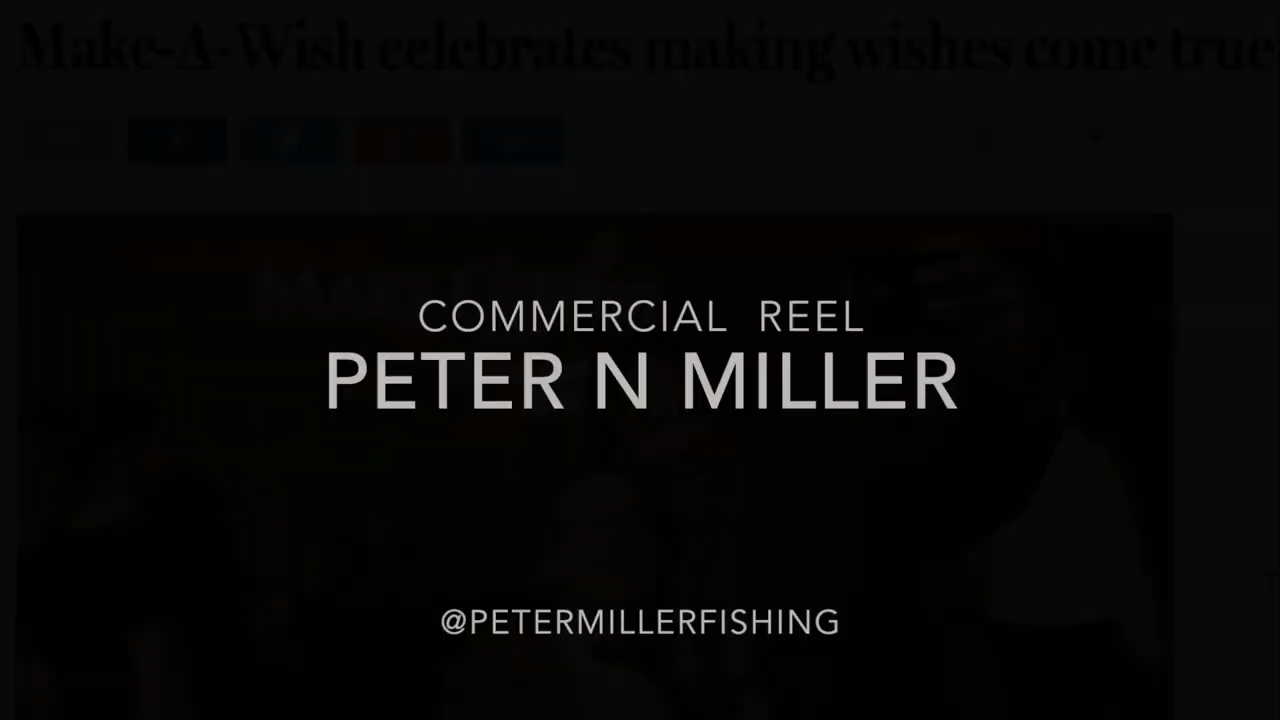 Make-A-Wish celebrates making wishes come true
COMMERCIAL REEL
PETER N MILLER
@PETERMILLERFISHING